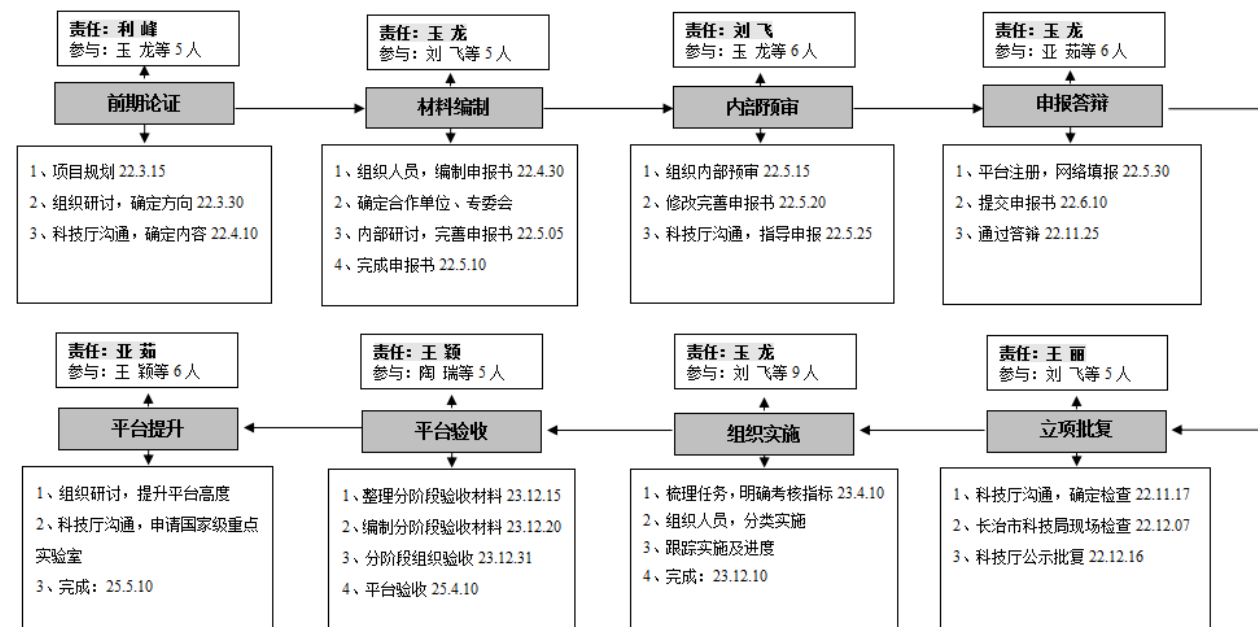 责任：利 峰
参与：玉 龙等 5 人
前期论证
1、项目规划 22.3.15
2、组织研讨，确定方向 22.3.30
3、科技厅沟通，确定内容 22.4.10
责任：玉 龙
参与：刘 飞等 5 人
材料编制
1、组织人员，编制申报书 22.4.30
2、确定合作单位、专委会
3、内部研讨，完善申报书 22.5.05
4、完成申报书 22.5.10
责任：刘 飞
参与：玉 龙等 6 人
内部预审
1、组织内部预审 22.5.15
2、修改完善申报书 22.5.20
3、科技厅沟通，指导申报 22.5.25
责任：玉 龙
参与：亚 茹等 6 人
申报答辩
1、平台注册，网络填报 22.5.30
2、提交申报书 22.6.10
3、通过答辩 22.11.25
责任：王 丽
参与：刘 飞等 5 人
立项批复
1、科技厅沟通，确定检查 22.11.17
2、长治市科技局现场检查 22.12.07
3、科技厅公示批复 22.12.16
责任：玉 龙
参与：刘 飞等 9 人
组织实施
1、梳理任务，明确考核指标 23.4.10
2、组织人员，分类实施
3、跟踪实施及进度
4、完成：23.12.10
责任：王 颖
参与：陶 瑞等 5 人
平台验收
1、整理分阶段验收材料 23.12.15
2、编制分阶段验收材料 23.12.20
3、分阶段组织验收 23.12.31
4、平台验收 25.4.10
责任：亚 茹
参与：王 颖等 6 人
平台提升
1、组织研讨，提升平台高度
2、科技厅沟通，申请国家级重点
实验室
3、完成：25.5.10